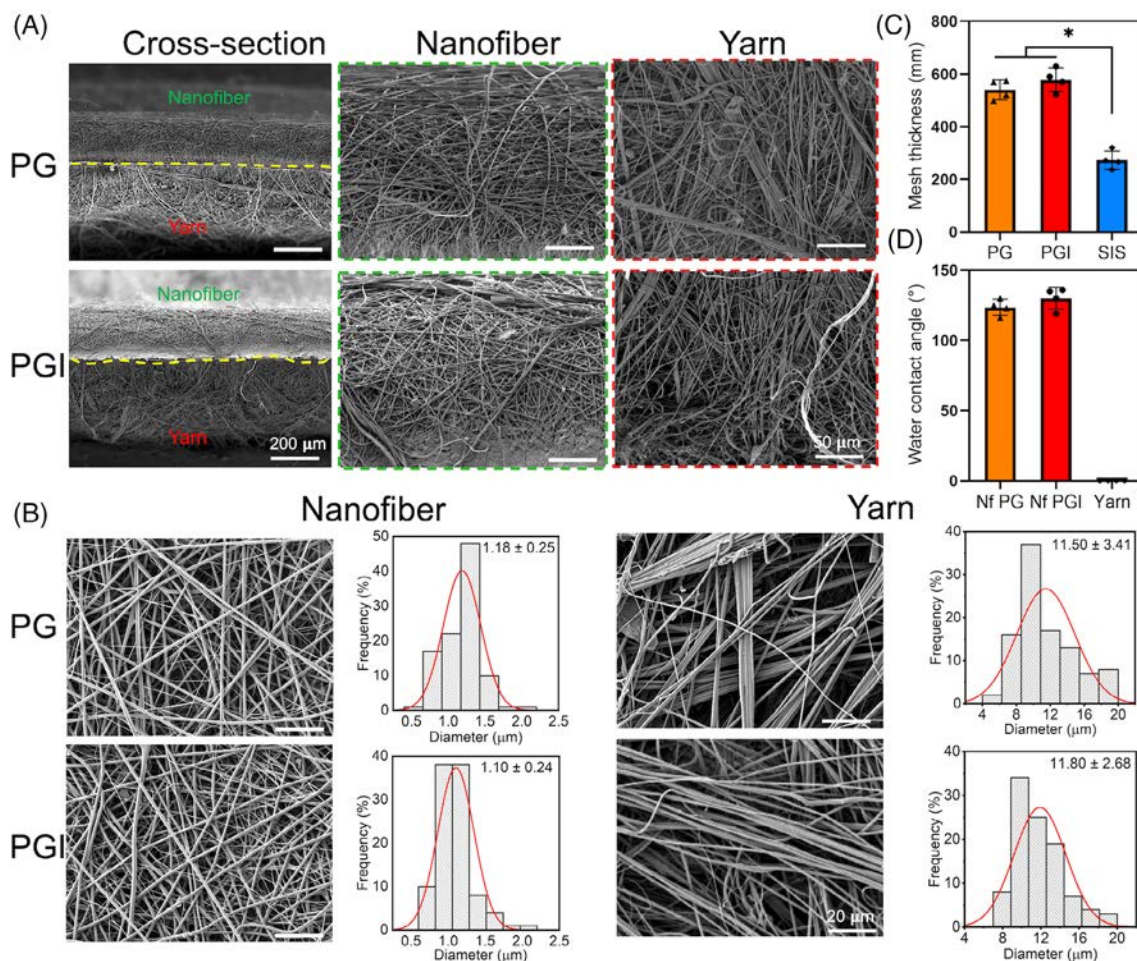 (A)
Cross-section
Nanofiber
Yarn
PG
Nanofiber
Yarn
PGI
Nanofiber
Yarn
200 μm
50 μm
(C)
Mesh thickness (mm)
800
600
400
200
0
*
PG PGI SIS
(D)
Water contact angle (°)
150
100
50
0
Nf PG Nf PGI Yarn
(B)
Nanofiber
Yarn
PG
Frequency (%)
50
40
30
20
10
0
1.18 ± 0.25
0.5 1.0 1.5 2.0 2.5
Diameter (μm)
Frequency (%)
40
30
20
10
0
11.50 ± 3.41
4 8 12 16 20
Diameter (μm)
PGI
Frequency (%)
40
30
20
10
0
1.10 ± 0.24
0.5 1.0 1.5 2.0 2.5
Diameter (μm)
20 μm
Frequency (%)
40
30
20
10
0
11.80 ± 2.68
4 8 12 16 20
Diameter (μm)